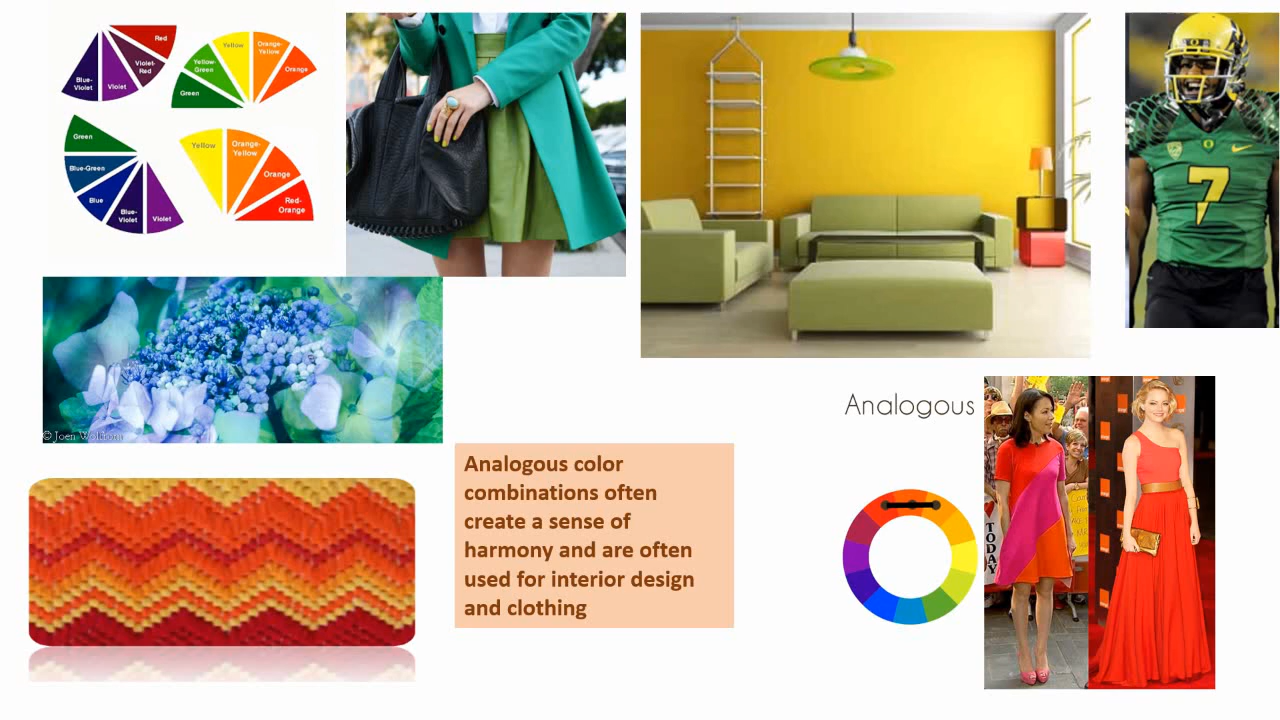 Red
Violet-
Red
Violet
Blue-
Violet
Green
Yellow-
Green
Yellow
Orange-
Yellow
Orange
Green
Blue-Green
Blue
Blue-
Violet
Violet
Yellow
Orange-
Yellow
Orange
Red-
Orange
O
7
© Joen Wolfrom
Analogous color
combinations often
create a sense of
harmony and are often
used for interior design
and clothing
Analogous
TODAY